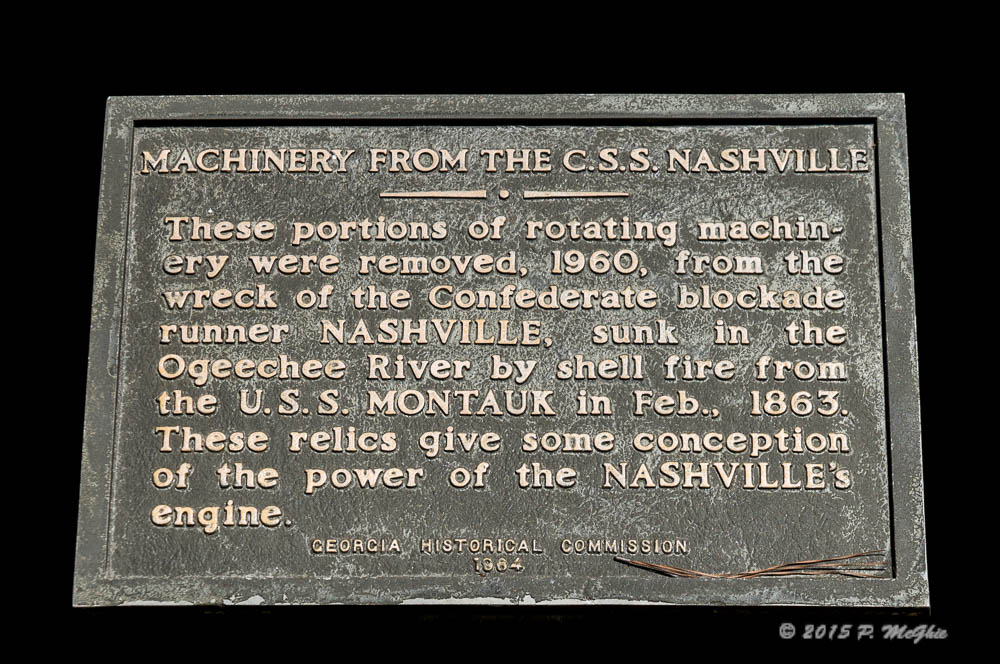 MACHINERY FROM THE C.S.S. NASHVILLE
These portions of rotating machin-
ery were removed, 1960, from the
wreck of the Confederate blockade
runner NASHVILLE, sunk in the
Ogeechee River by shell fire from
the U.S.S. MONTAUK in Feb., 1863.
These relics give some conception
of the power of the NASHVILLE's
engine.
GEORGIA HISTORICAL COMMISSION
1964
© 2015 P. McGhie